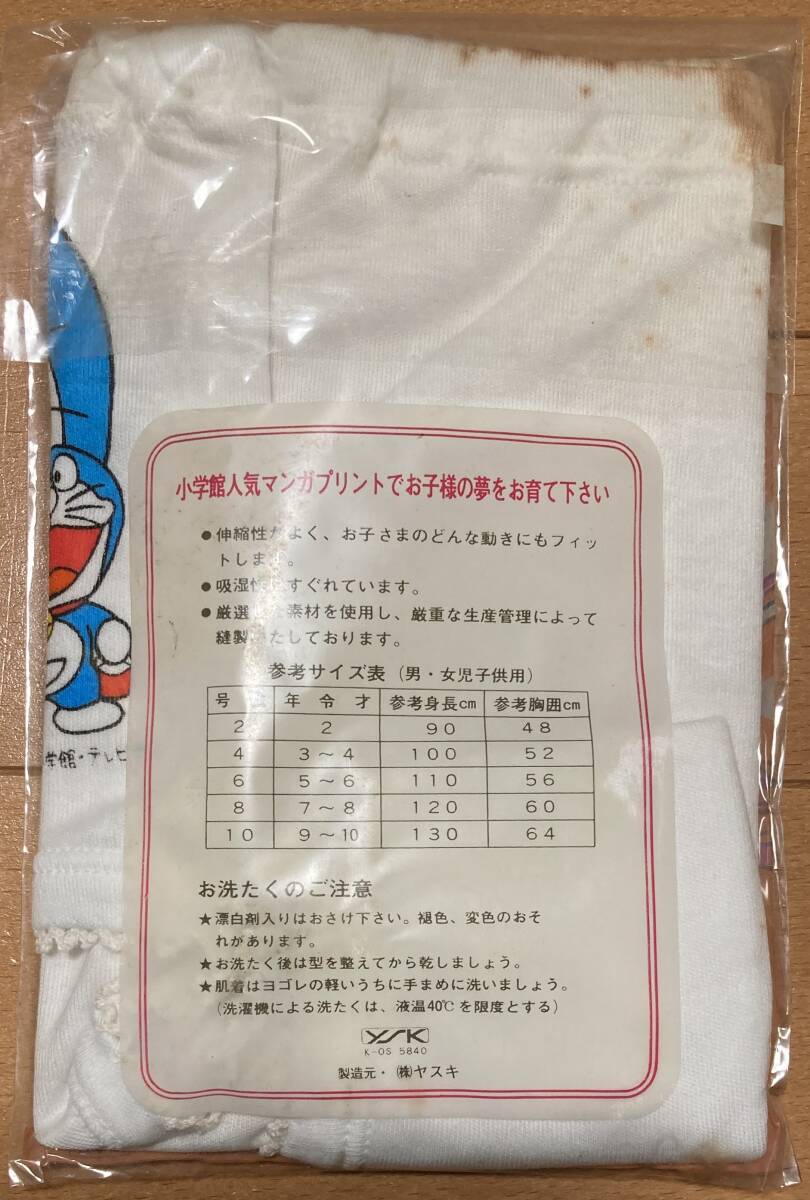 小学館人気マンガプリントでお子様の夢をお育て下さい
●伸縮性がよく、お子さまのどんな動きにもフィッ
トします。
●吸湿性 すぐれています。
●厳選 た素材を使用し、厳重な生産管理によって
縫製 たしております。
参考サイズ表(男・女児子供用)
号 年令才 参考身長cm 参考胸囲cm
2 2 90 48
4 3～4 100 52
6 5～6 110 56
8 7～8 120 60
10 9～10 130 64
お洗たくのご注意
★漂白剤入りはおさけ下さい。褪色、変色のおそ
れがあります。
★お洗たく後は型を整えてから乾しましょう。
★肌着はヨゴレの軽いうちに手まめに洗いましょう。
(洗濯機による洗たくは、液温40℃を限度とする)
YSK
K-OS 5840
製造元・(株)ヤスキ
学館・テレビ